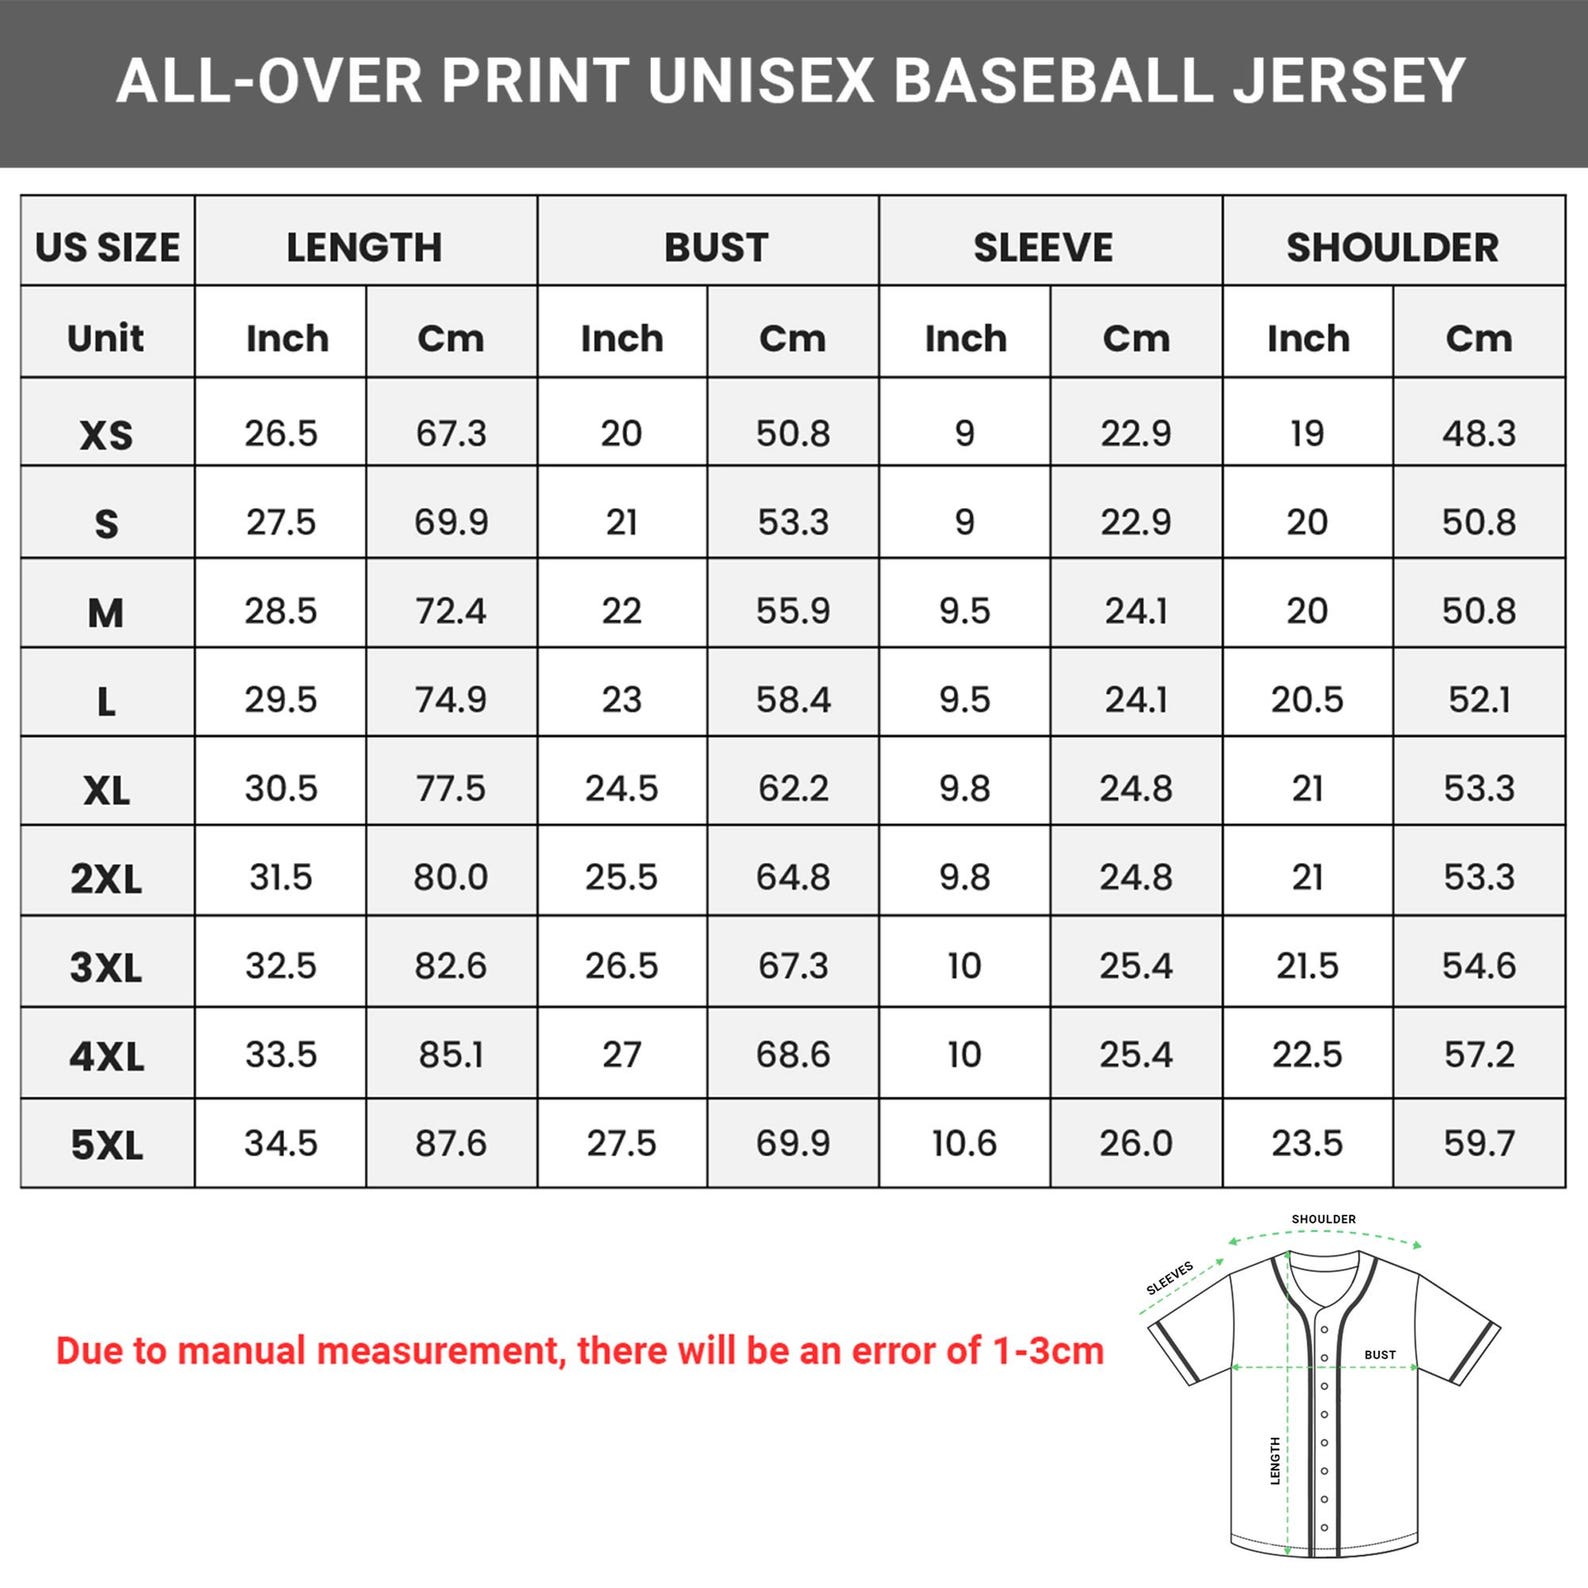 ALL-OVER PRINT UNISEX BASEBALL JERSEY
US SIZE LENGTH BUST SLEEVE SHOULDER
Unit Inch Cm Inch Cm Inch Cm Inch Cm
XS 26.5 67.3 20 50.8 9 22.9 19 48.3
S 27.5 69.9 21 53.3 9 22.9 20 50.8
M 28.5 72.4 22 55.9 9.5 24.1 20 50.8
L 29.5 74.9 23 58.4 9.5 24.1 20.5 52.1
XL 30.5 77.5 24.5 62.2 9.8 24.8 21 53.3
2XL 31.5 80.0 25.5 64.8 9.8 24.8 21 53.3
3XL 32.5 82.6 26.5 67.3 10 25.4 21.5 54.6
4XL 33.5 85.1 27 68.6 10 25.4 22.5 57.2
5XL 34.5 87.6 27.5 69.9 10.6 26.0 23.5 59.7
Due to manual measurement, there will be an error of 1-3cm
SHOULDER
SLEEVES
BUST
LENGTH